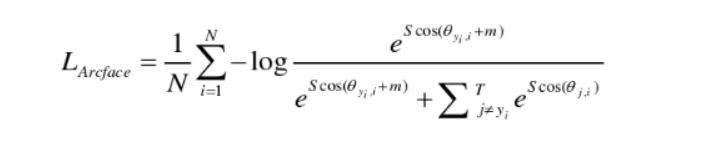 L_{Arcface} = \frac{1}{N} \sum_{i=1}^{N} -\log \frac{e^{S\cos(\theta_{y_i,i}+m)}}{e^{S\cos(\theta_{y_i,i}+m)} + \sum_{j \neq y_i}^{T} e^{S\cos(\theta_{j,i})}}